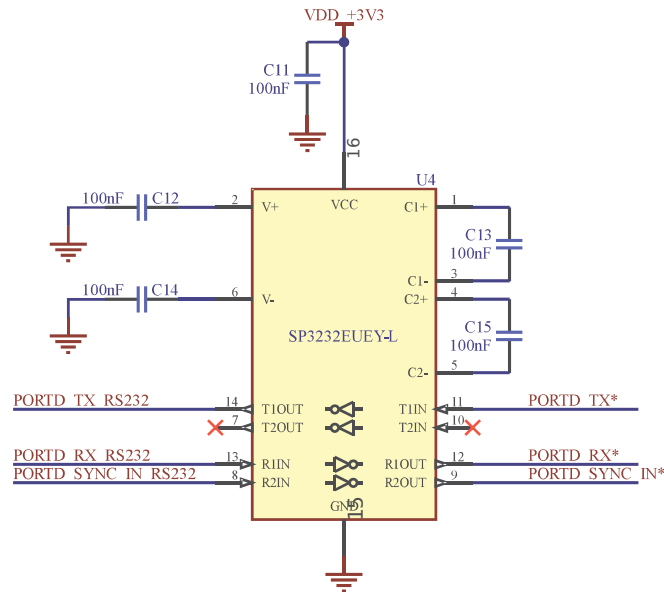 VDD +3V3
C11
100nF
16
U4
100nF C12 2 V+ VCC C1+ 1
C13
100nF
C1- 3
100nF C14 6 V- C2+ 4
SP3232EUEY-L
C15
100nF
C2- 5
PORTD TX RS232 14 T1OUT T1IN 11 PORTD TX*
7 T2OUT T2IN 10
PORTD RX RS232 13 R1IN R1OUT 12 PORTD RX*
PORTD SYNC IN RS232 8 R2IN R2OUT 9 PORTD SYNC IN*
GND
15